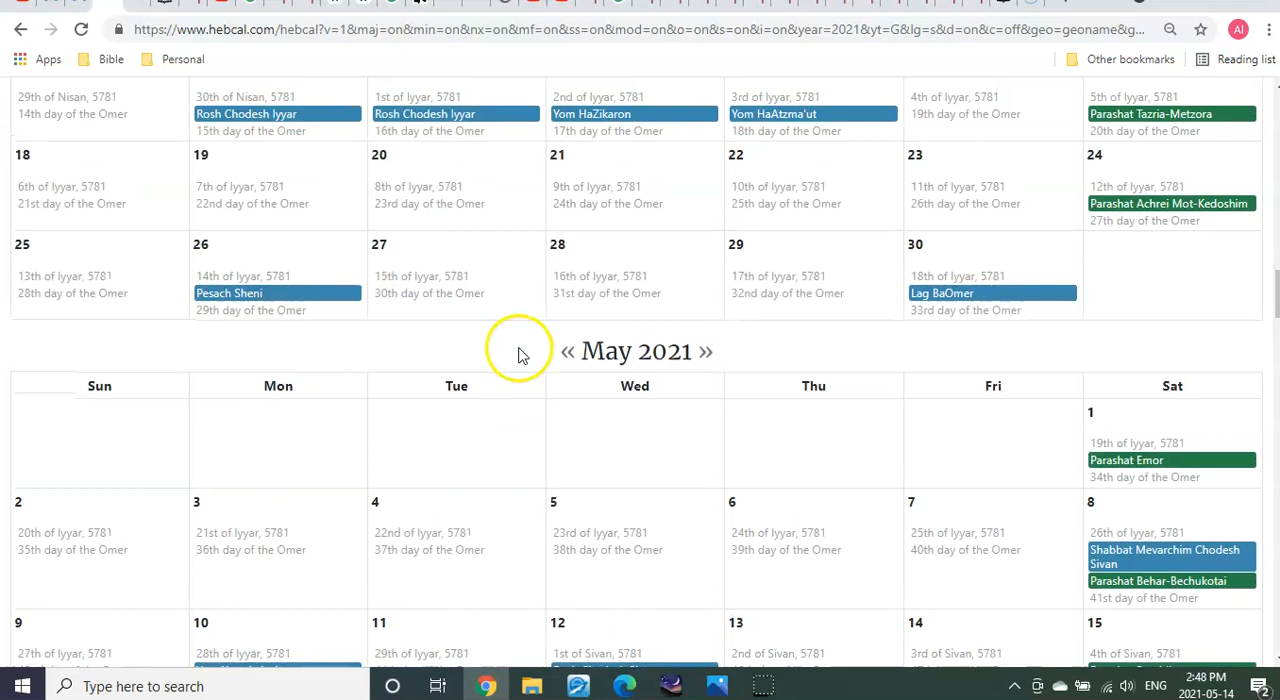 https://www.hebcal.com/hebcal?v=1&maj=on&min=on&nx=on&mf=on&ss=on&mod=on&o=on&s=on&i=on&year=2021&yt=G&lg=s&d=on&c=off&geo=geoname&g...
AI
Apps Bible Personal Other bookmarks Reading list
29th of Nisan, 5781 30th of Nisan, 5781 1st of Iyyar, 5781 2nd of Iyyar, 5781 3rd of Iyyar, 5781 4th of Iyyar, 5781 5th of Iyyar, 5781
14th day of the Omer Rosh Chodesh Iyyar Rosh Chodesh Iyyar Yom HaZikaron Yom HaAtzma'ut 19th day of the Omer Parashat Tazria-Metzora
15th day of the Omer 16th day of the Omer 17th day of the Omer 18th day of the Omer 20th day of the Omer
18 19 20 21 22 23 24
6th of Iyyar, 5781 7th of Iyyar, 5781 8th of Iyyar, 5781 9th of Iyyar, 5781 10th of Iyyar, 5781 11th of Iyyar, 5781 12th of Iyyar, 5781
21st day of the Omer 22nd day of the Omer 23rd day of the Omer 24th day of the Omer 25th day of the Omer 26th day of the Omer Parashat Achrei Mot-Kedoshim
27th day of the Omer
25 26 27 28 29 30
13th of Iyyar, 5781 14th of Iyyar, 5781 15th of Iyyar, 5781 16th of Iyyar, 5781 17th of Iyyar, 5781 18th of Iyyar, 5781
28th day of the Omer Pesach Sheni 30th day of the Omer 31st day of the Omer 32nd day of the Omer Lag BaOmer
29th day of the Omer 33rd day of the Omer
« May 2021 »
Sun Mon Tue Wed Thu Fri Sat
1
19th of Iyyar, 5781
Parashat Emor
34th day of the Omer
2 3 4 5 6 7 8
20th of Iyyar, 5781 21st of Iyyar, 5781 22nd of Iyyar, 5781 23rd of Iyyar, 5781 24th of Iyyar, 5781 25th of Iyyar, 5781 26th of Iyyar, 5781
35th day of the Omer 36th day of the Omer 37th day of the Omer 38th day of the Omer 39th day of the Omer 40th day of the Omer Shabbat Mevarchim Chodesh
Sivan
Parashat Behar-Bechukotai
41st day of the Omer
9 10 11 12 13 14 15
27th of Iyyar, 5781 28th of Iyyar, 5781 29th of Iyyar, 5781 1st of Sivan, 5781 2nd of Sivan, 5781 3rd of Sivan, 5781 4th of Sivan, 5781
Type here to search ENG 2:48 PM
2021-05-14 2